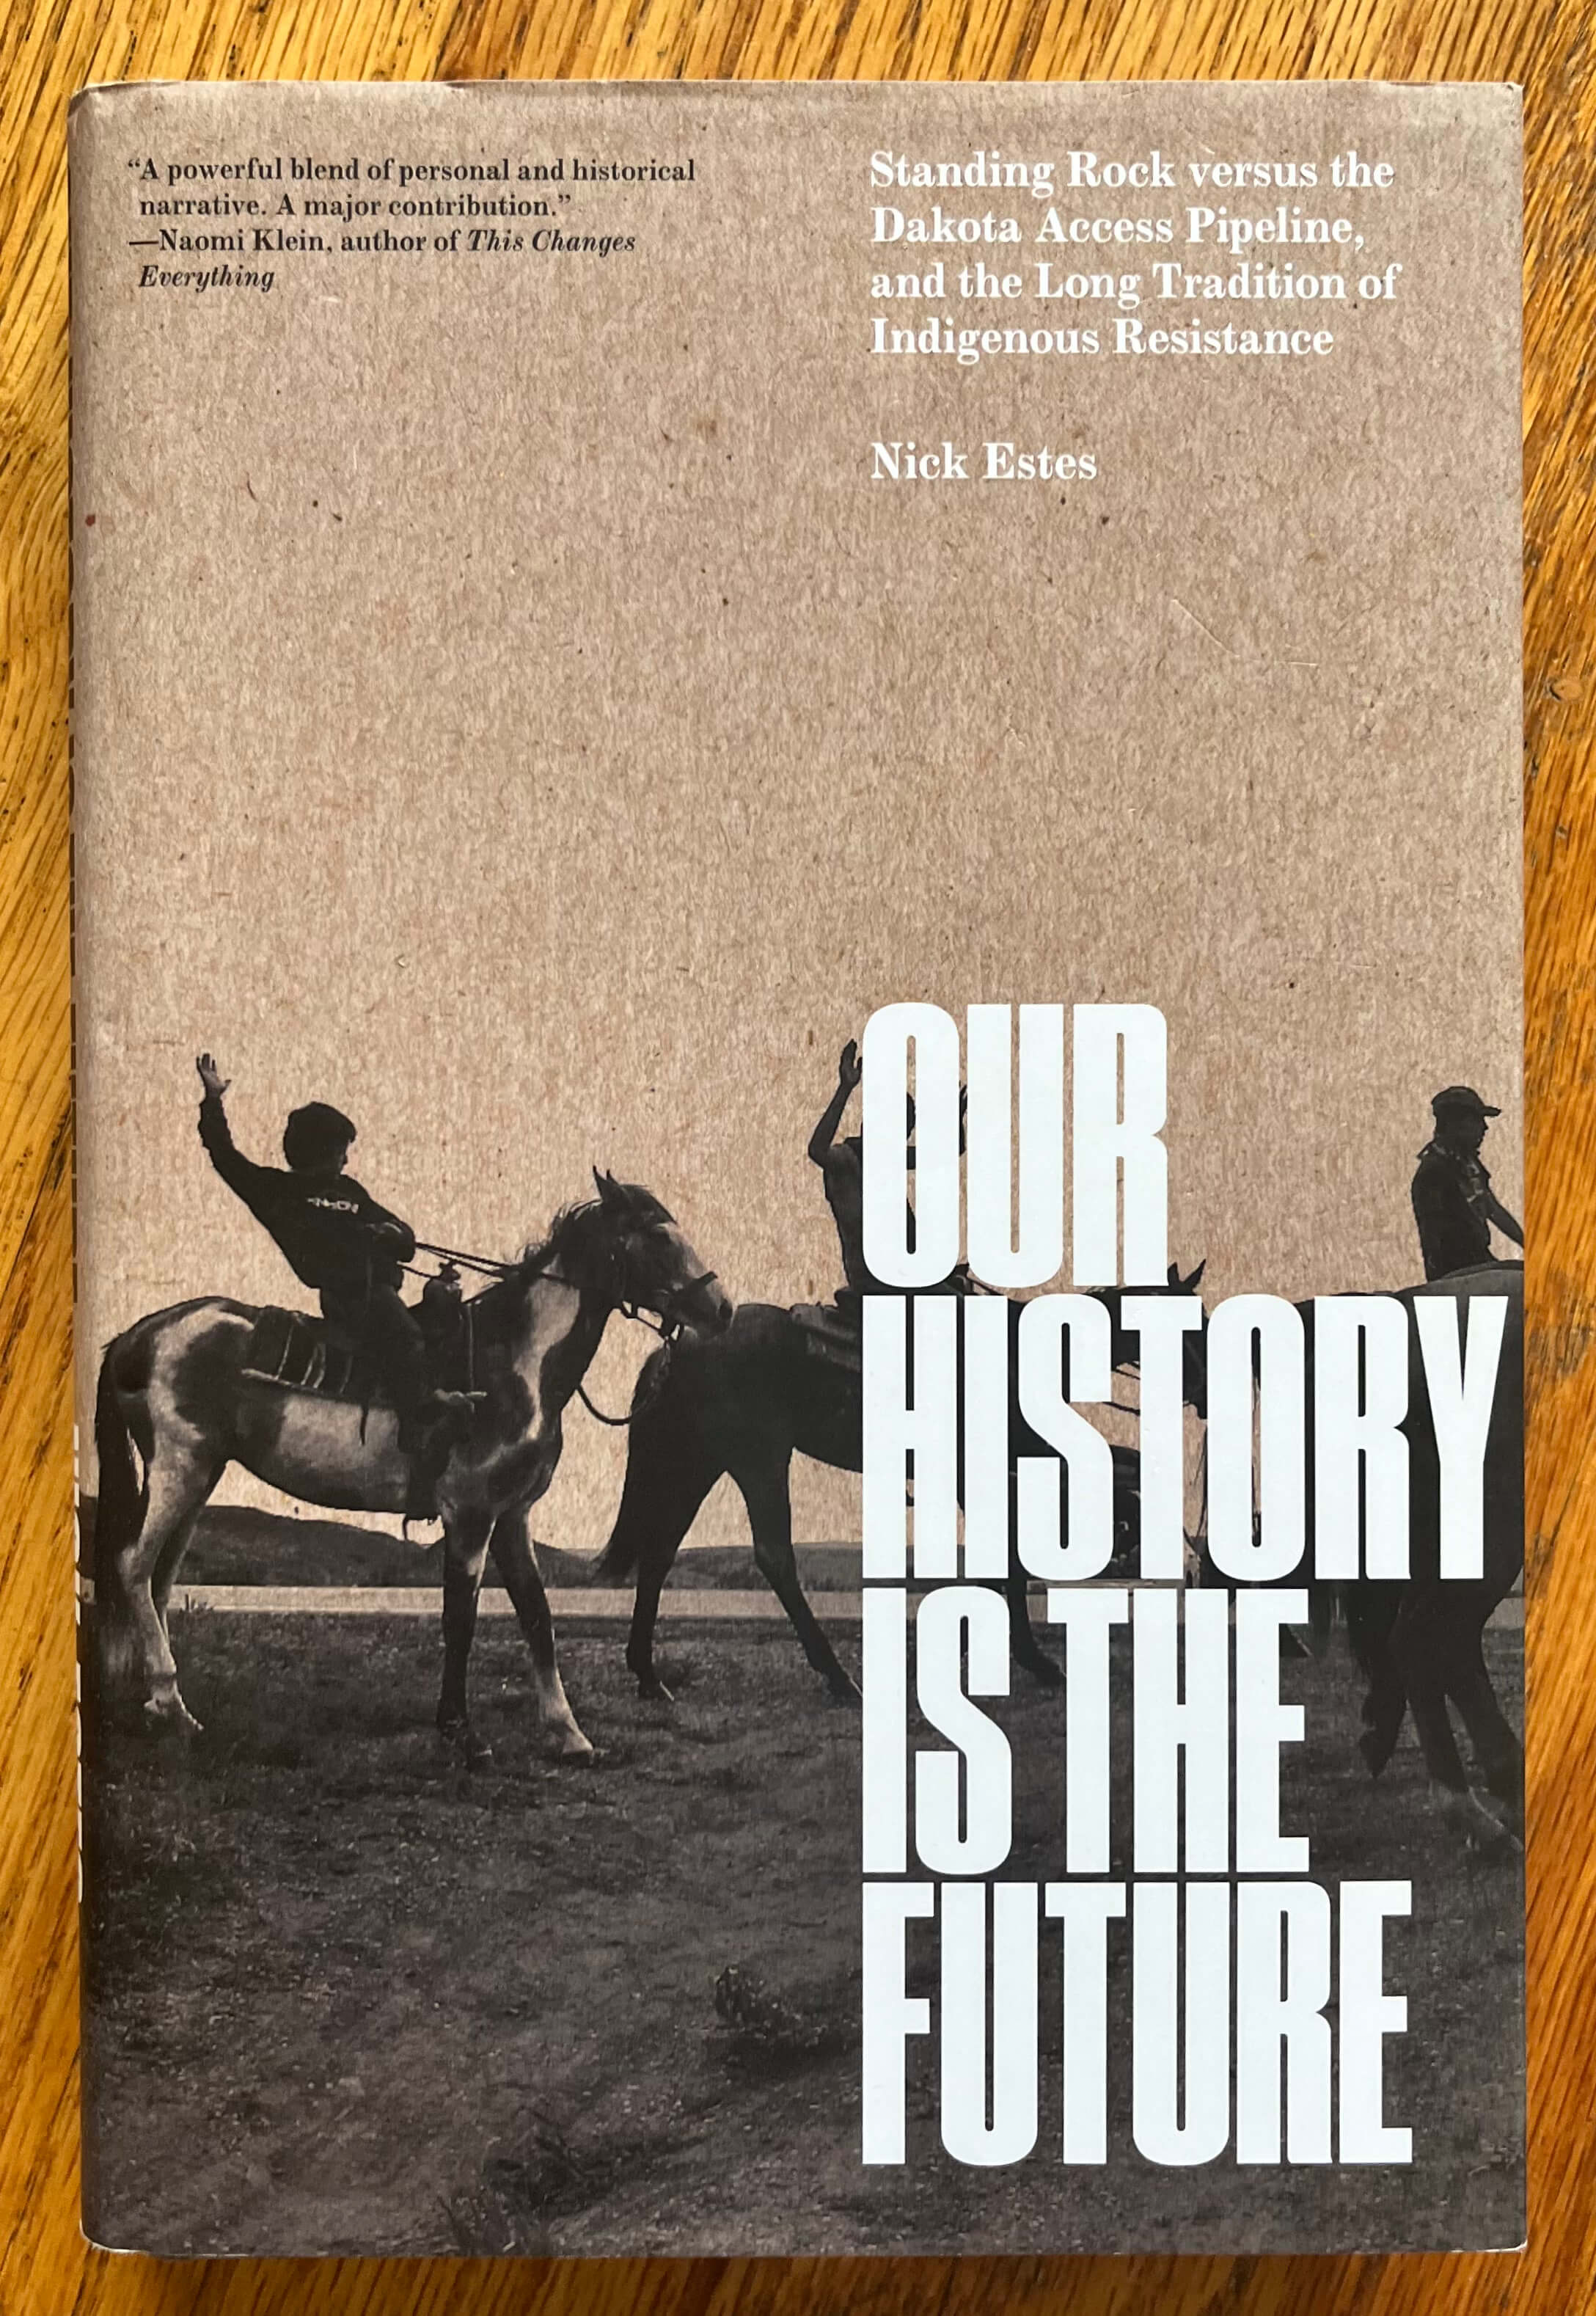 “A powerful blend of personal and historical
narrative. A major contribution.”
—Naomi Klein, author of This Changes
Everything
Standing Rock versus the
Dakota Access Pipeline,
and the Long Tradition of
Indigenous Resistance
Nick Estes
OUR
HISTORY
IS THE
FUTURE